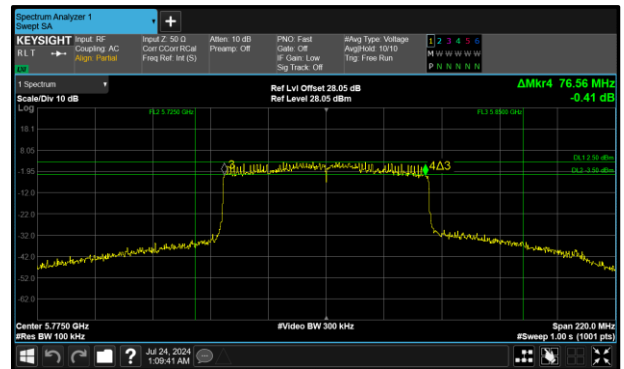 Spectrum Analyzer 1
Swept SA
+
KEYSIGHT Input: RF Input Z: 50 Ω Atten: 10 dB PNO: Fast #Avg Type: Voltage 1 2 3 4 5 6
RLT Coupling: AC Corr CCorr RCal Preamp: Off Gate: Off Avg|Hold: 10/10 M W W W W W
Align: Partial Freq Ref: Int (S) IF Gain: Low Trig: Free Run
Sig Track: Off P N N N N N
1 Spectrum Ref Lvl Offset 28.05 dB ΔMkr4 76.56 MHz
Scale/Div 10 dB Ref Level 28.05 dBm -0.41 dB
Log FL2 5.7250 GHz FL3 5.8500 GHz
18.1
8.05
3 4Δ3 DL1 2.50 dBm
-1.95 DL2 -3.50 dBm
-12.0
-22.0
-32.0
-42.0
-52.0
-62.0
Center 5.7750 GHz #Video BW 300 kHz Span 220.0 MHz
#Res BW 100 kHz #Sweep 1.00 s (1001 pts)
? Jul 24, 2024
1:09:41 AM